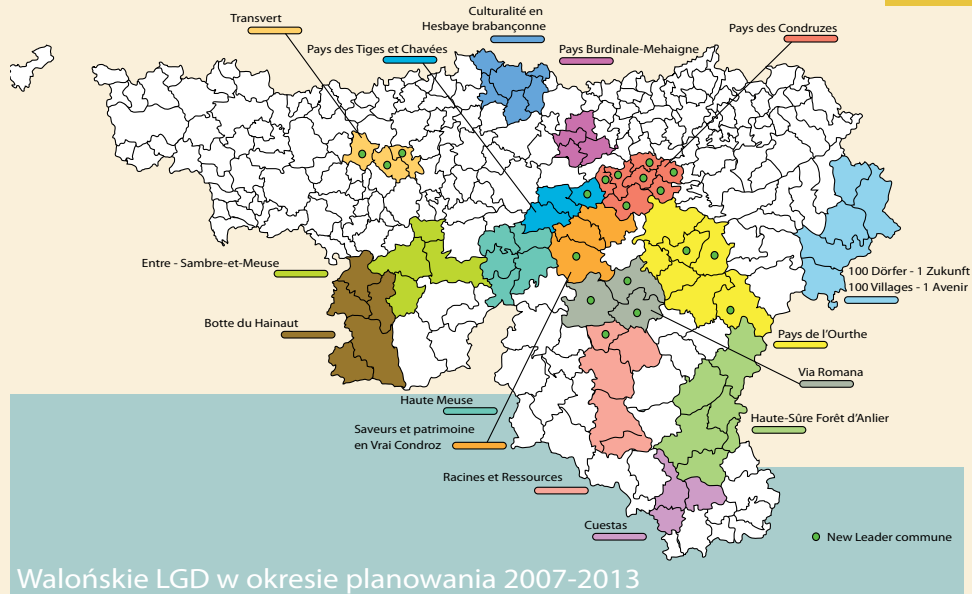 Culturalité en
Hesbaye brabançonne
Transvert
Pays des Condruzes
Pays des Tiges et Chavées
Pays Burdinale-Mehaigne
Entre - Sambre-et-Meuse
100 Dörfer - 1 Zukunft
100 Villages - 1 Avenir
Botte du Hainaut
Pays de l'Ourthe
Via Romana
Haute Meuse
Haute-Sûre Forêt d'Anlier
Saveurs et patrimoine
en Vrai Condroz
Racines et Ressources
Cuestas
New Leader commune
Walońskie LGD w okresie planowania 2007-2013